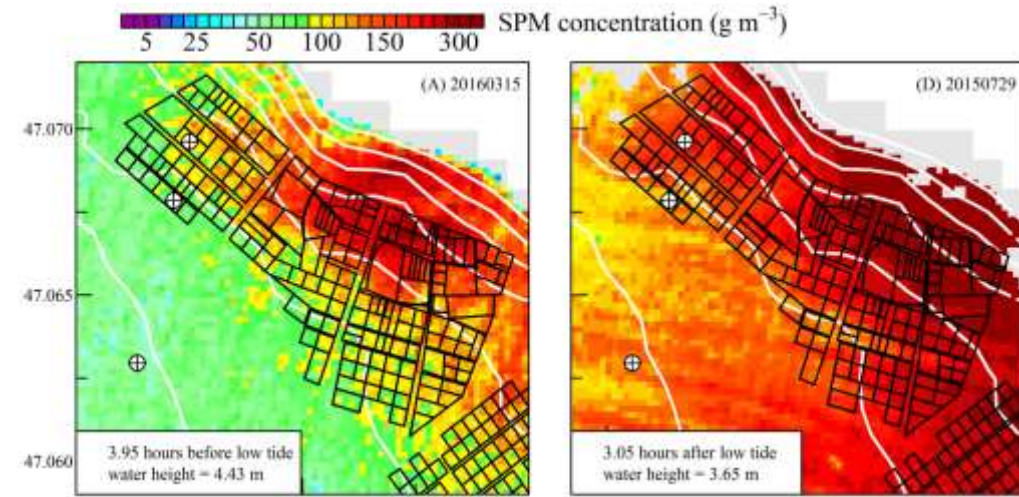 SPM concentration (g m⁻³)
5 25 50 100 150 300
(A) 20160315
(D) 20150729
47.070
47.065
47.060
3.95 hours before low tide
water height = 4.43 m
3.05 hours after low tide
water height = 3.65 m